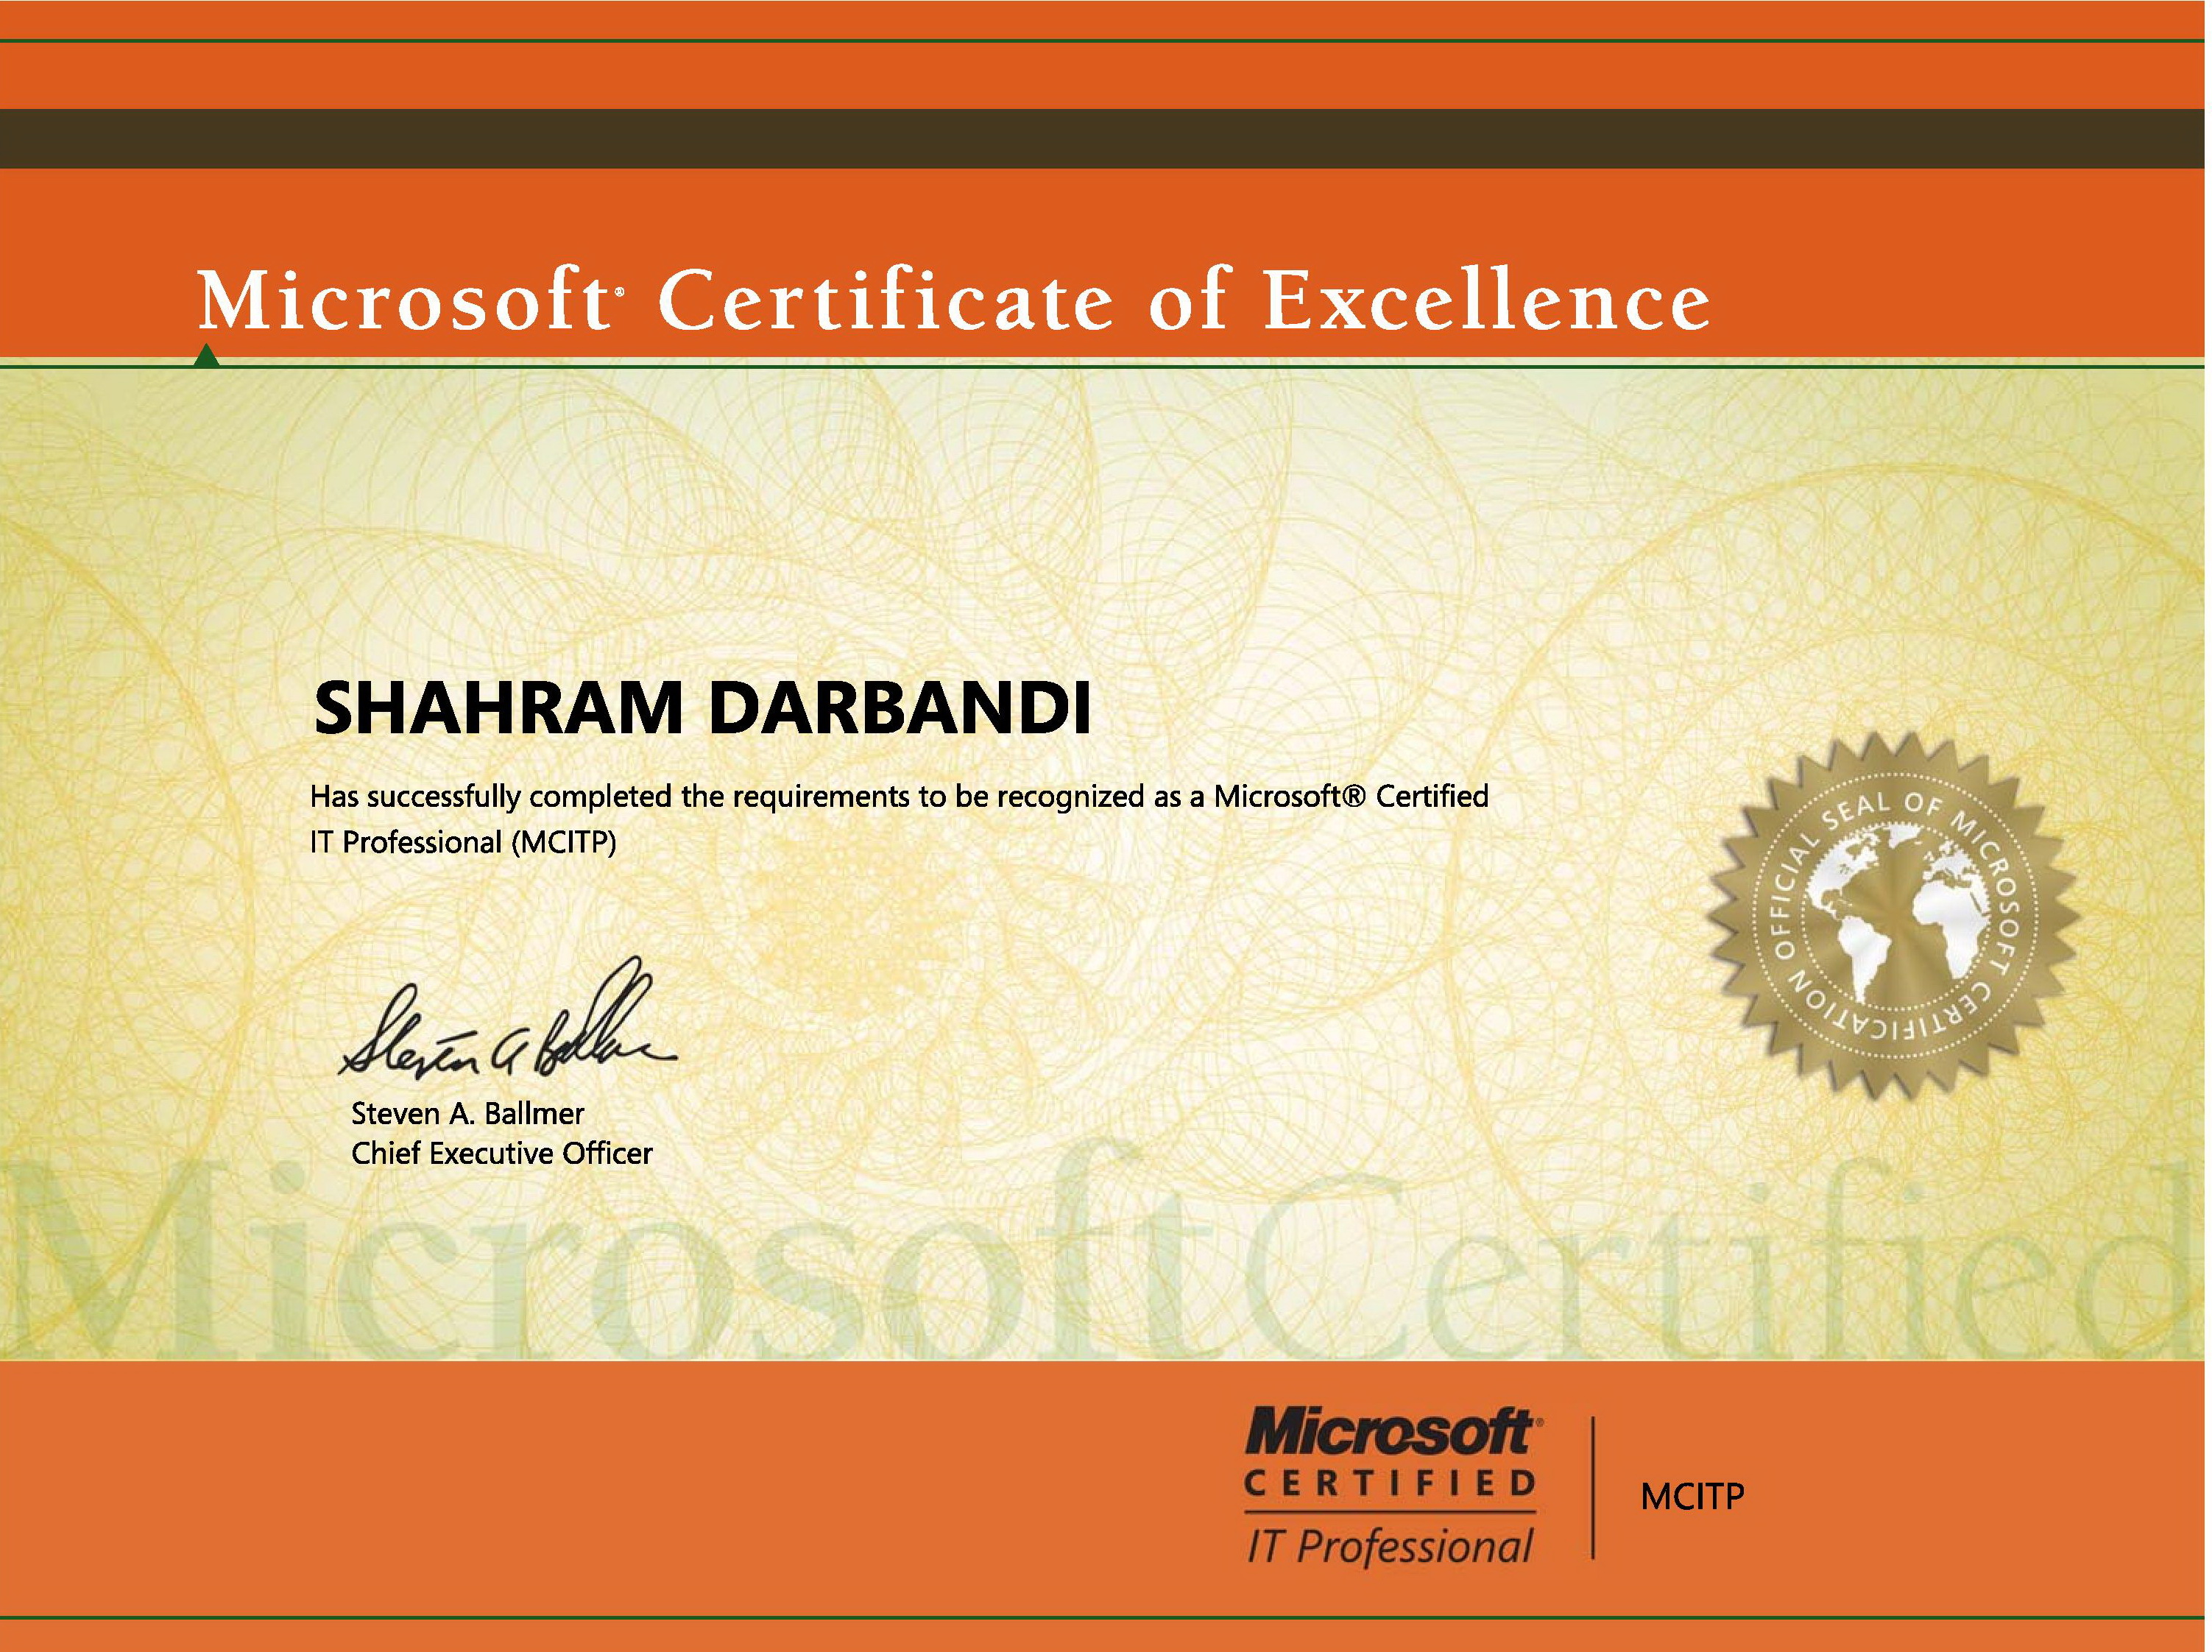 Microsoft® Certificate of Excellence
SHAHRAM DARBANDI
Has successfully completed the requirements to be recognized as a Microsoft® Certified
IT Professional (MCITP)
OFFICIAL SEAL OF MICROSOFT CERTIFICATION
Steven A Ballmer
Steven A. Ballmer
Chief Executive Officer
Microsoft Certified
Microsoft®
CERTIFIED
IT Professional
MCITP